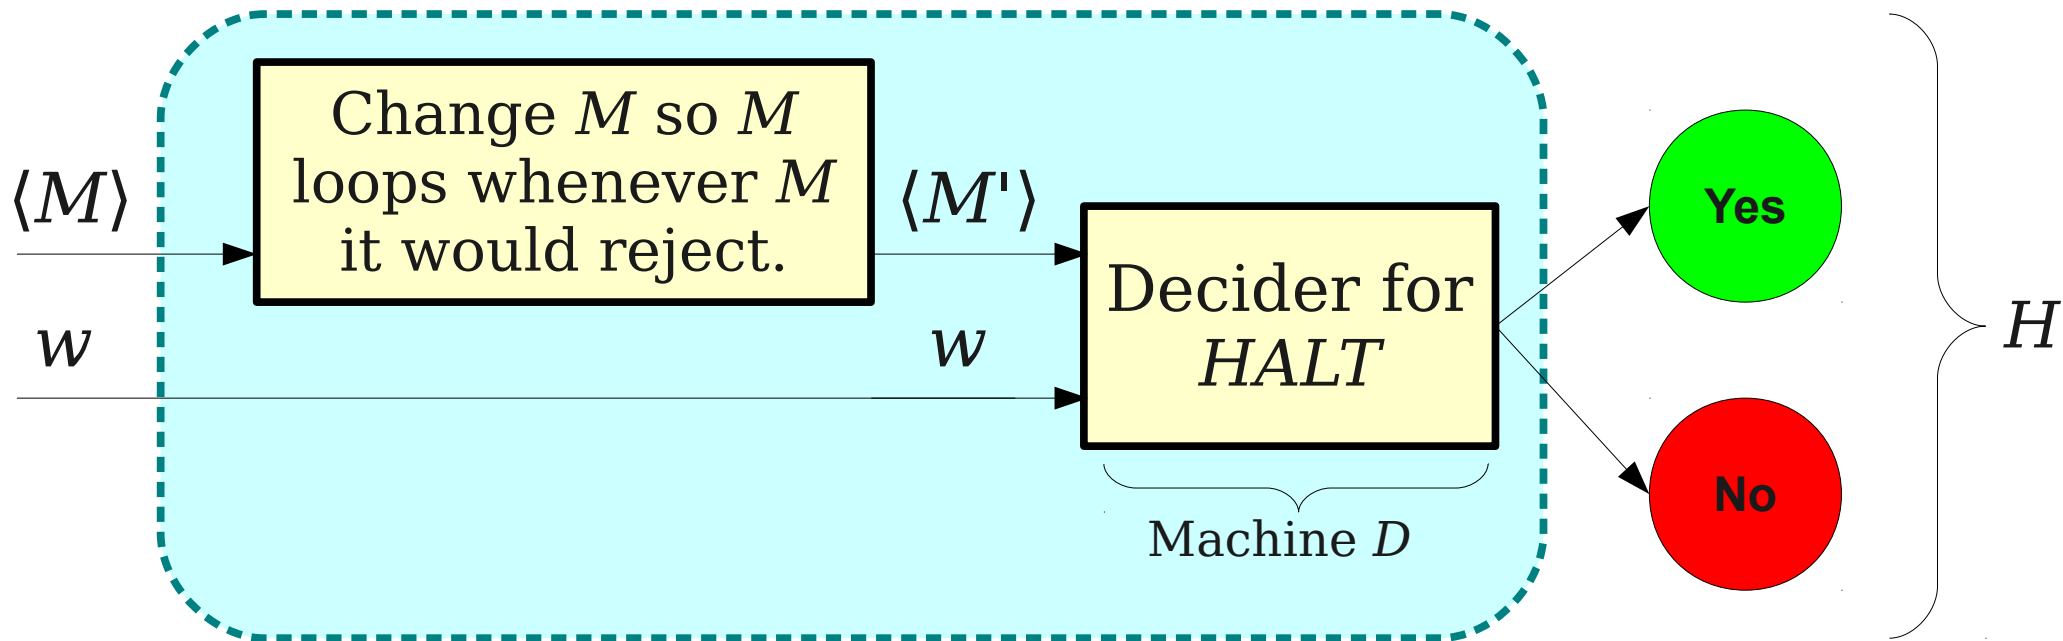 Change M so M
loops whenever M
it would reject.
⟨M⟩
⟨M'⟩
w
w
Decider for
HALT
Machine D
Yes
No
H